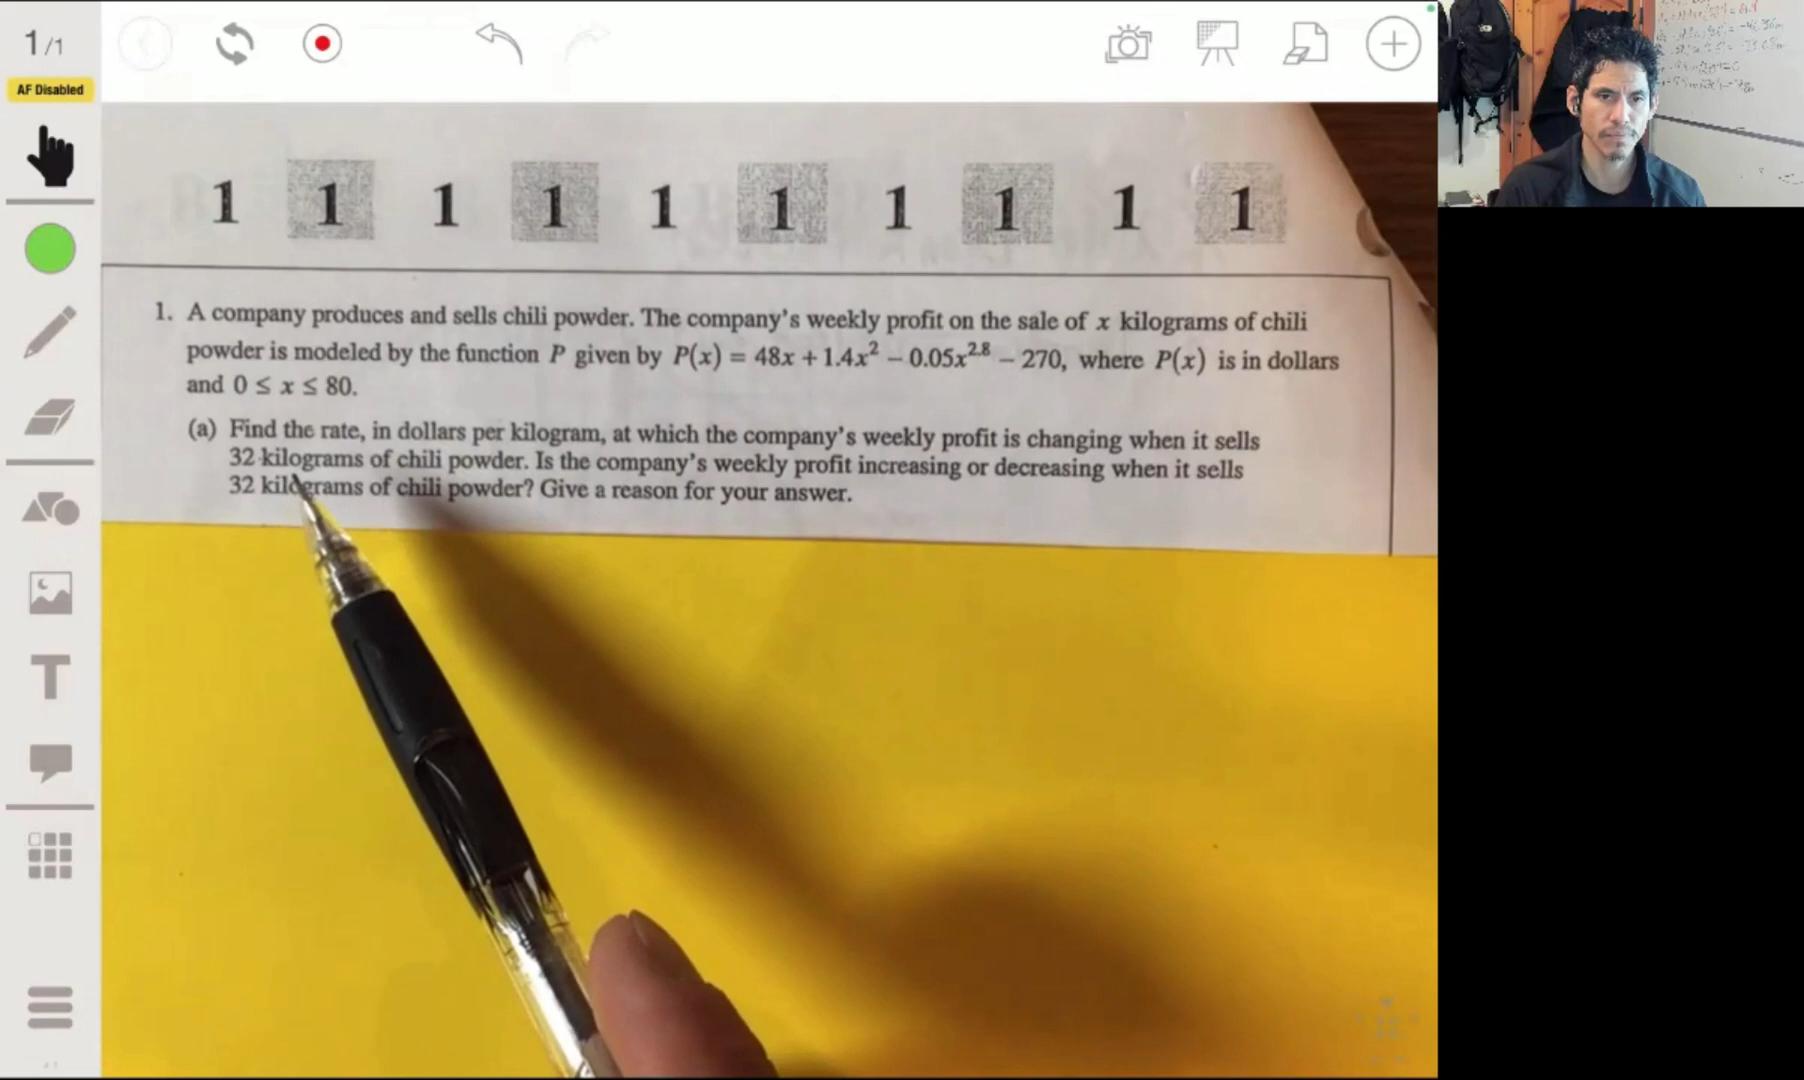 1/1
AF Disabled
1 1 1 1 1 1 1 1 1 1
1. A company produces and sells chili powder. The company's weekly profit on the sale of x kilograms of chili
powder is modeled by the function P given by P(x) = 48x + 1.4x² − 0.05x^2.8 − 270, where P(x) is in dollars
and 0 ≤ x ≤ 80.
(a) Find the rate, in dollars per kilogram, at which the company's weekly profit is changing when it sells
32 kilograms of chili powder. Is the company's weekly profit increasing or decreasing when it sells
32 kilograms of chili powder? Give a reason for your answer.
T